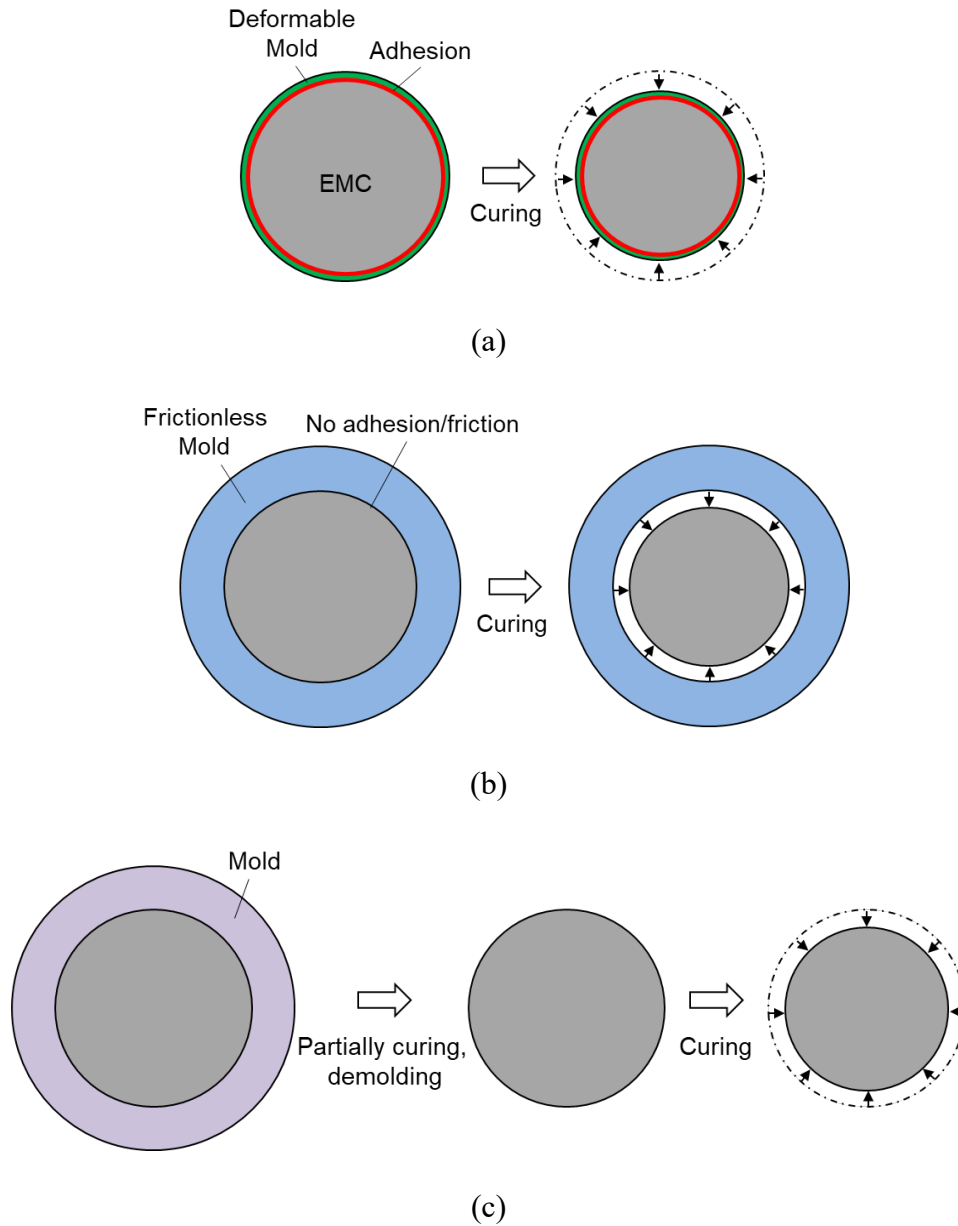 Deformable
Mold
Adhesion
EMC
Curing
(a)
Frictionless
Mold
No adhesion/friction
Curing
(b)
Mold
Partially curing,
demolding
Curing
(c)